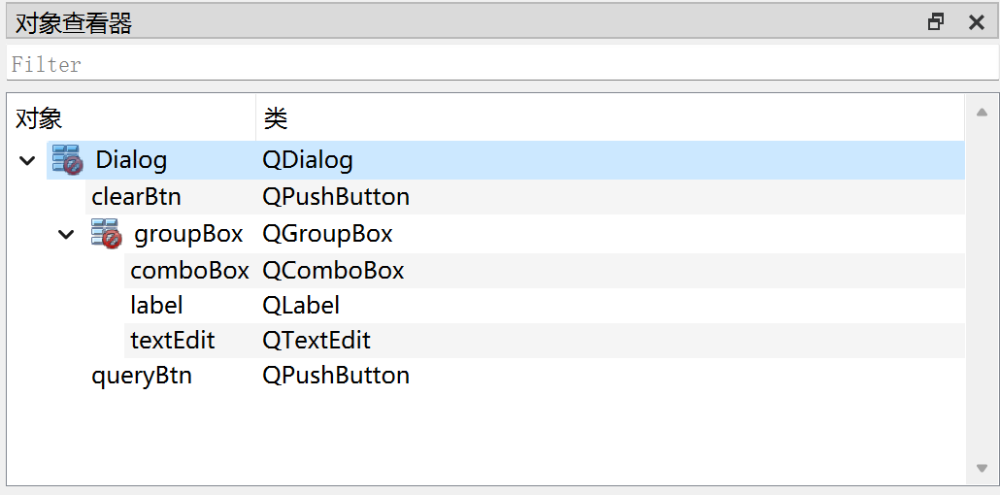 对象查看器
Filter
对象 类
Dialog QDialog
clearBtn QPushButton
groupBox QGroupBox
comboBox QComboBox
label QLabel
textEdit QTextEdit
queryBtn QPushButton